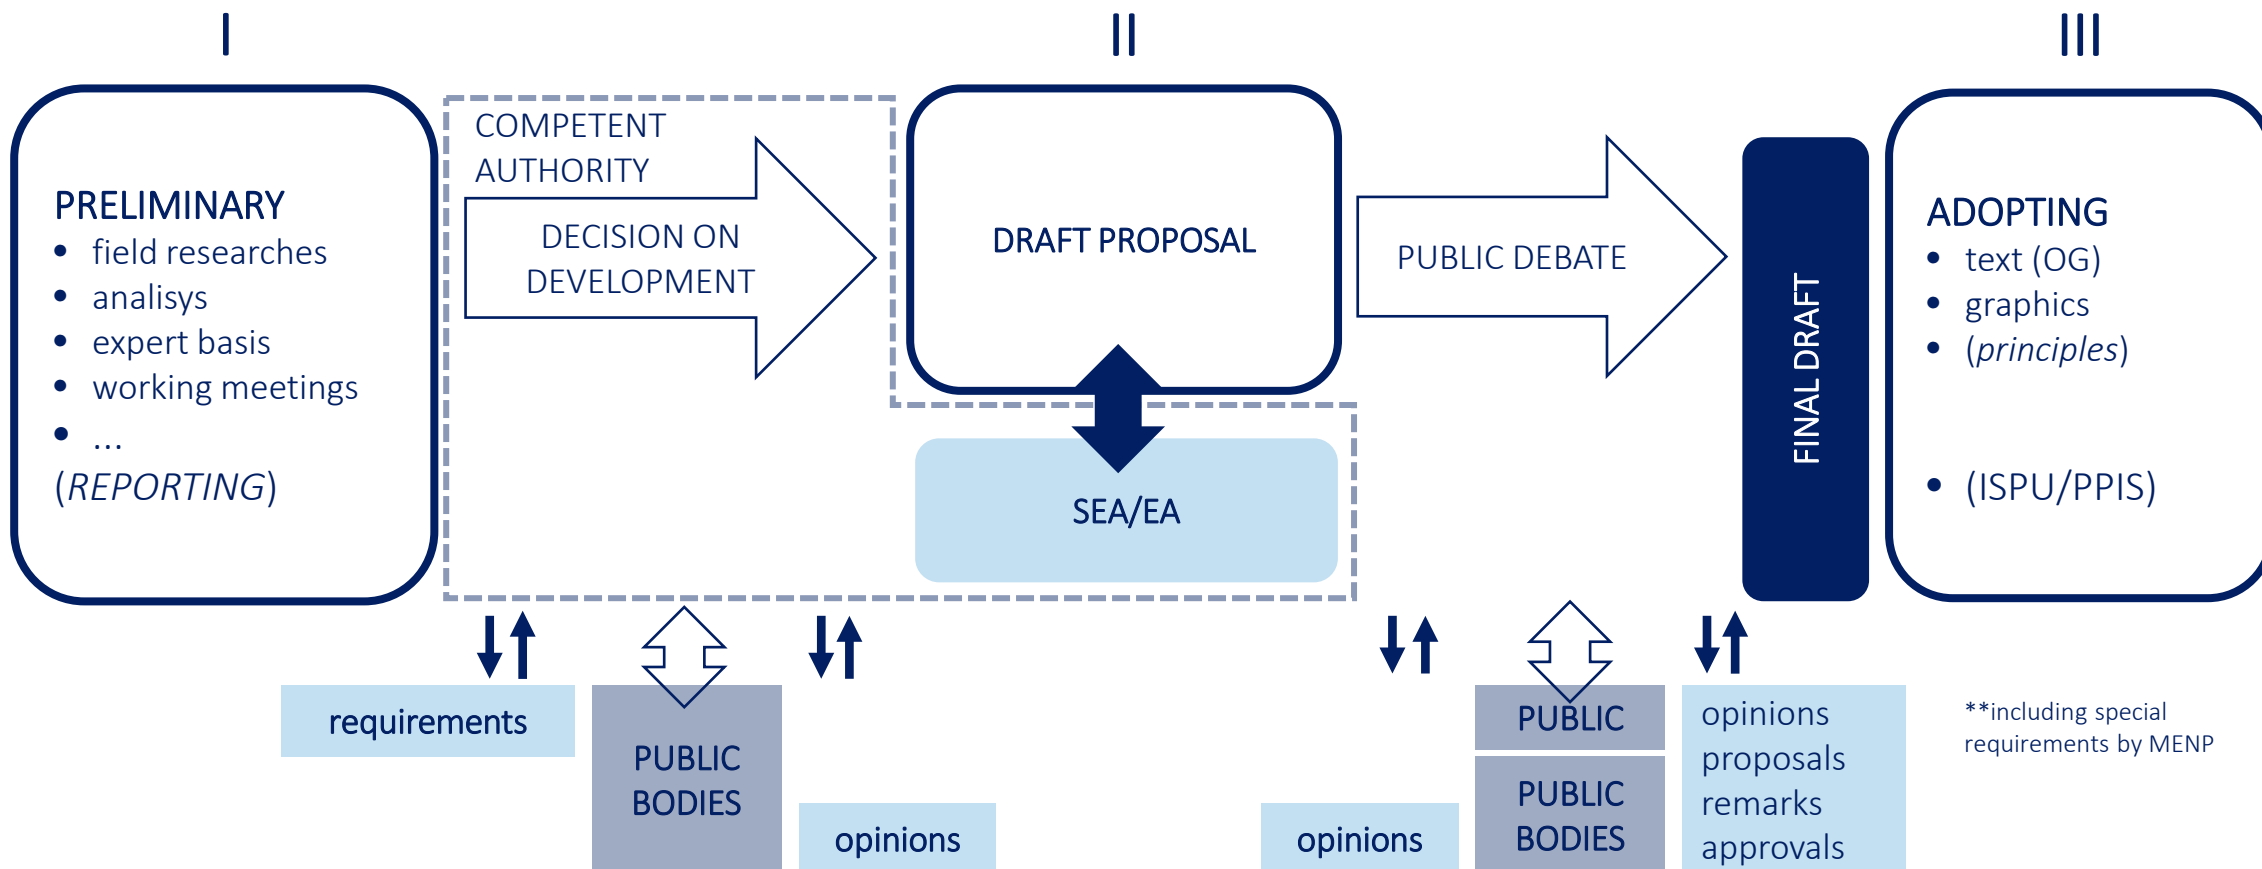 I
II
III
PRELIMINARY
• field researches
• analisys
• expert basis
• working meetings
• ...
(REPORTING)
COMPETENT
AUTHORITY
DECISION ON
DEVELOPMENT
DRAFT PROPOSAL
SEA/EA
PUBLIC DEBATE
FINAL DRAFT
ADOPTING
• text (OG)
• graphics
• (principles)
• (ISPU/PPIS)
requirements
PUBLIC
BODIES
opinions
opinions
PUBLIC
PUBLIC
BODIES
opinions
proposals
remarks
approvals
**including special
requirements by MENP